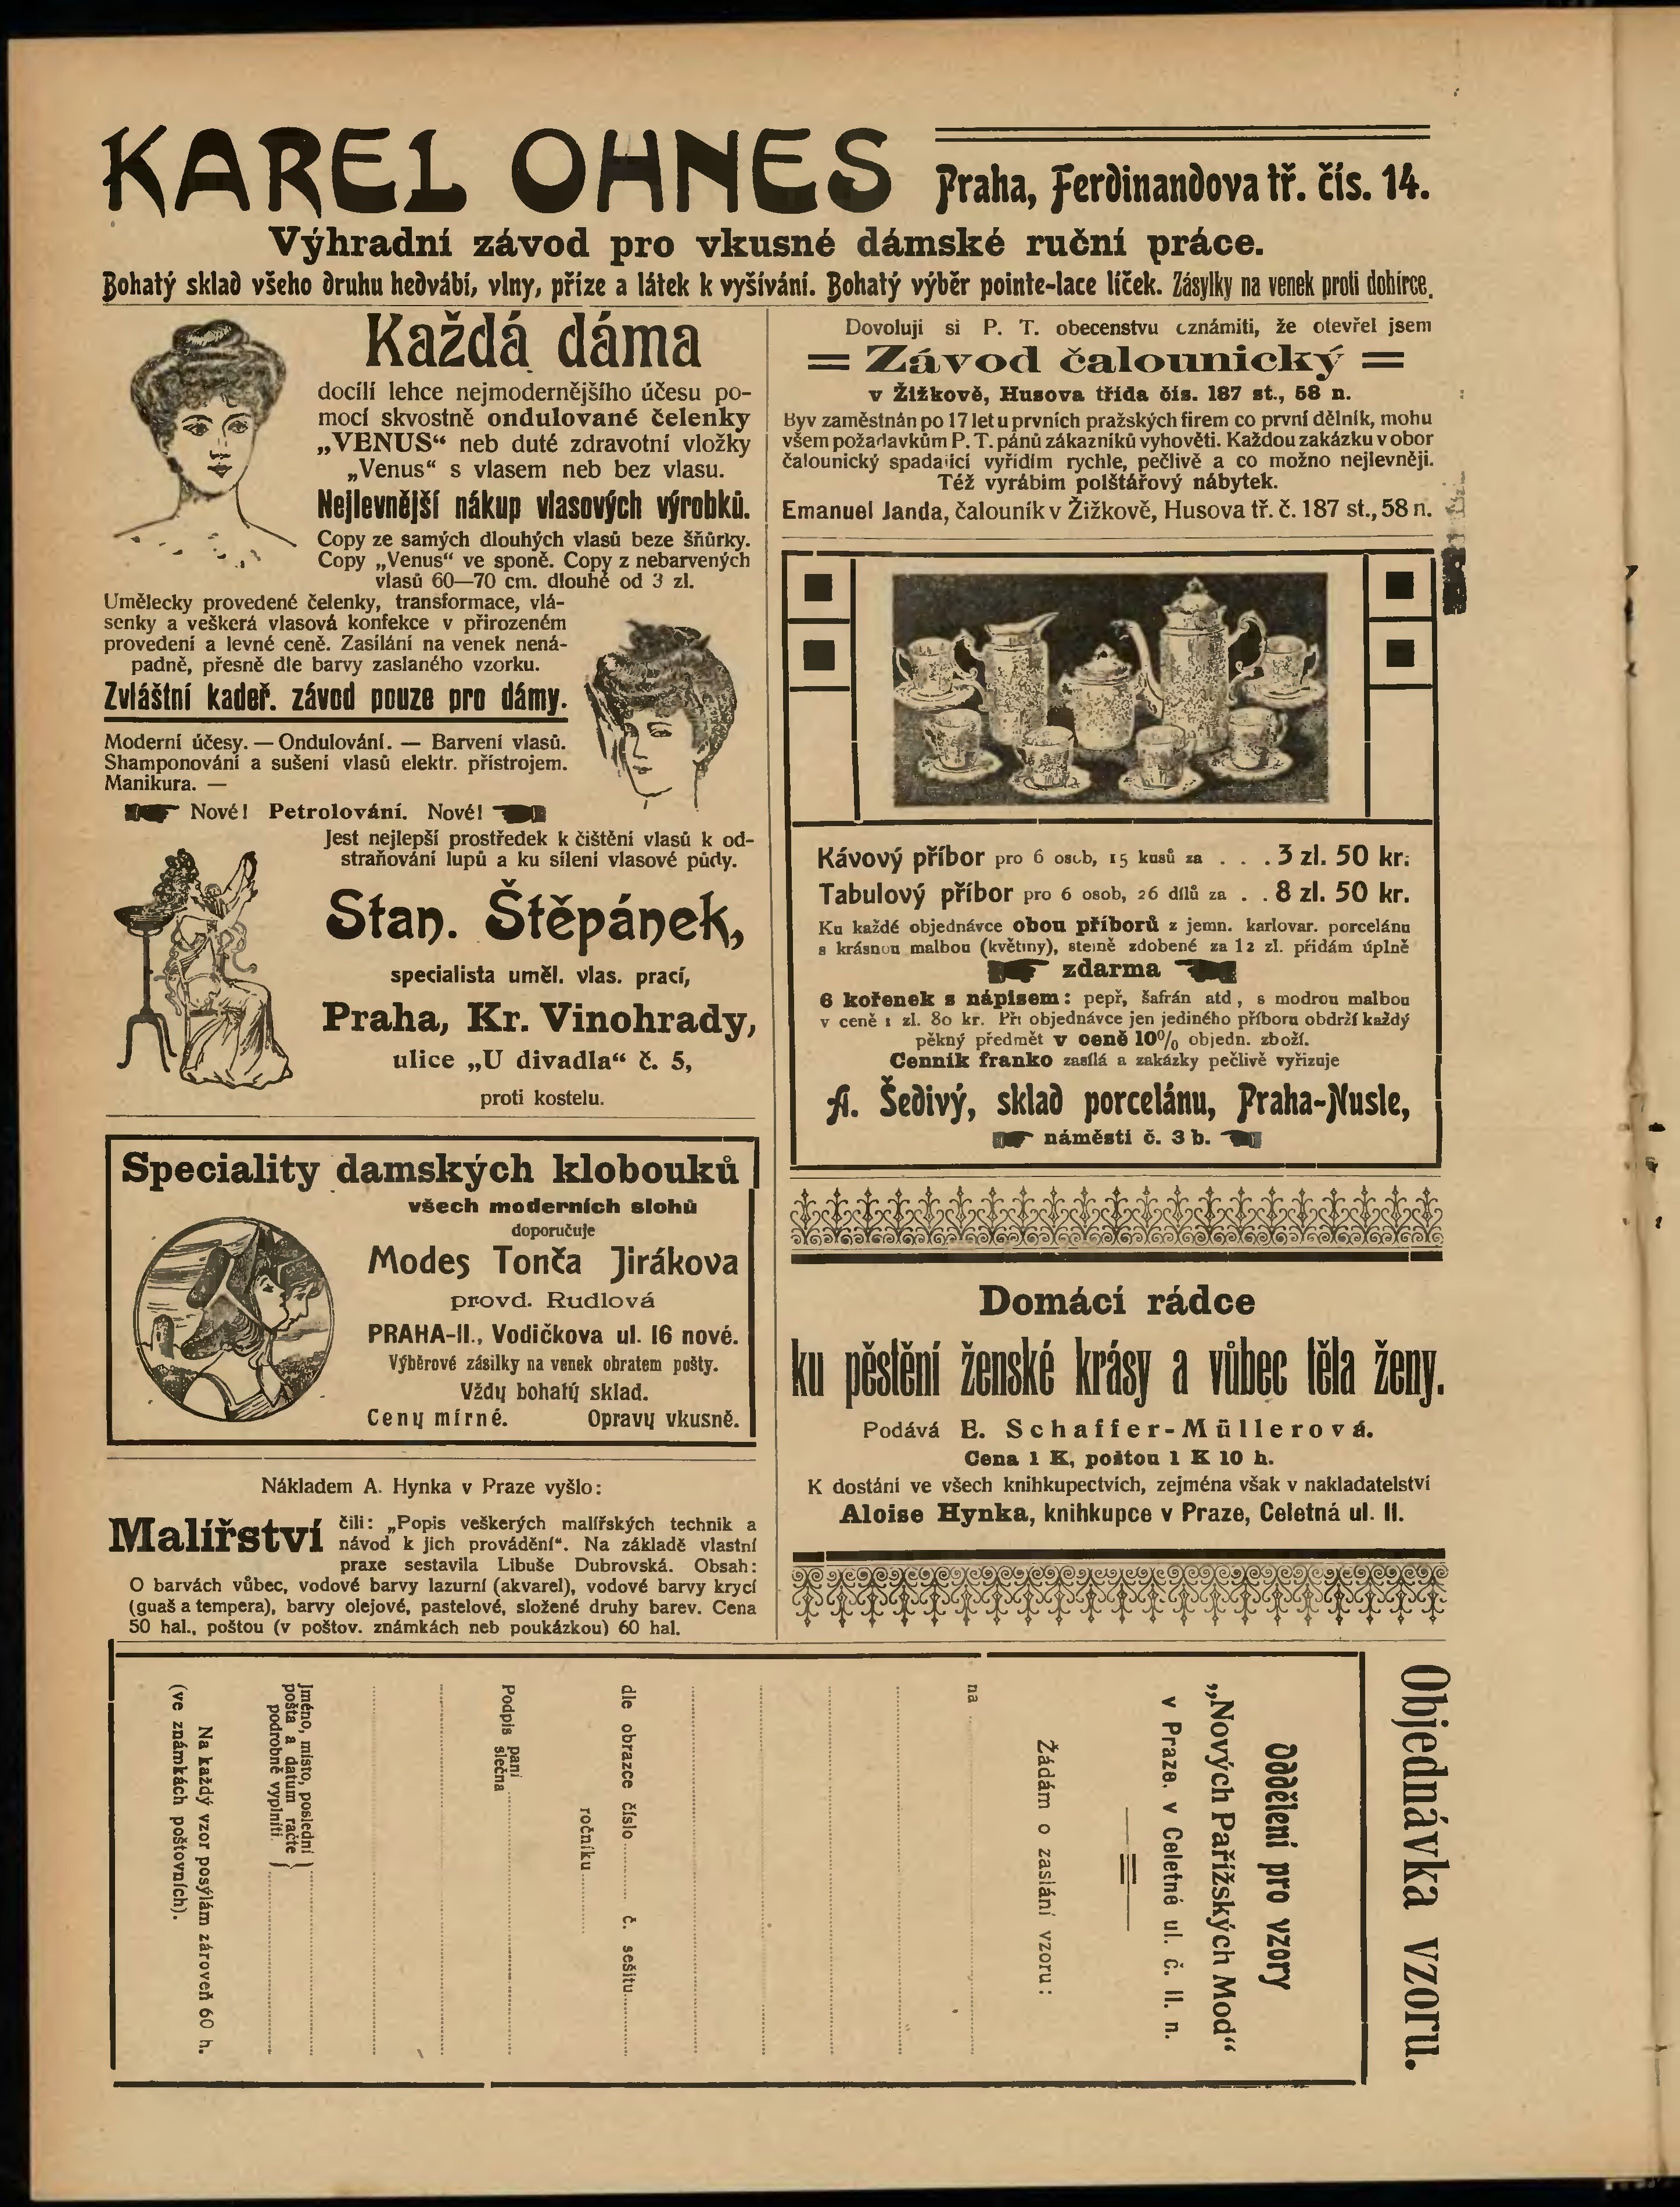 KAREL OHNES
Praha, Ferdinandova tř. čís. 14.
Výhradní závod pro vkusné dámské ruční práce.
Bohatý sklad všeho druhu hedvábí, vlny, příze a látek k vyšívání. Bohatý výběr pointe-lace líček. Zásylky na venek proti dobírce.
Každá dáma
docílí lehce nejmodernějšího účesu po-
mocí skvostně ondulované čelenky
„VENUS“ neb duté zdravotní vložky
„Venus“ s vlasem neb bez vlasu.
Nejlevnější nákup vlasových výrobků.
Copy ze samých dlouhých vlasů beze šňůrky.
Copy „Venus“ ve sponě. Copy z nebarvených
vlasů 60—70 cm. dlouhé od 3 zl.
Umělecky provedené čelenky, transformace, vlá-
senky a veškerá vlasová konfekce v přirozeném
provedení a levné ceně. Zasílání na venek nená-
padně, přesně dle barvy zaslaného vzorku.
Zvláštní kadeř. závod pouze pro dámy.
Moderní účesy. — Ondulování. — Barvení vlasů.
Shamponování a sušení vlasů elektr. přístrojem.
Manikura. —
Nové! Petrolování. Nové!
Jest nejlepší prostředek k čištění vlasů k od-
straňování lupů a ku sílení vlasové půdy.
Stan. Štěpánek,
specialista uměl. vlas. prací,
Praha, Kr. Vinohrady,
ulice „U divadla“ č. 5,
proti kostelu.
Speciality damských klobouků
všech moderních slohů
doporučuje
Modes Tonča Jirákova
provd. Rudlová
PRAHA-II., Vodičkova ul. 16 nové.
Výběrové zásilky na venek obratem pošty.
Vždy bohatý sklad.
Ceny mírné. Opravy vkusně.
Nákladem A. Hynka v Praze vyšlo:
Malířství čili: „Popis veškerých malířských technik a
návod k jich provádění“. Na základě vlastní
praxe sestavila Libuše Dubrovská. Obsah:
O barvách vůbec, vodové barvy lazurní (akvarel), vodové barvy krycí
(guaš a tempera), barvy olejové, pastelové, složené druhy barev. Cena
50 hal., poštou (v poštov. známkách neb poukázkou) 60 hal.
Dovoluji si P. T. obecenstvu oznámiti, že otevřel jsem
= Závod čalounický =
v Žižkově, Husova třída čís. 187 st., 58 n.
Byv zaměstnán po 17 let u prvních pražských firem co první dělník, mohu
všem požadavkům P. T. pánů zákazníků vyhověti. Každou zakázku v obor
čalounický spadající vyřídím rychle, pečlivě a co možno nejlevněji.
Též vyrábím polštářový nábytek.
Emanuel Janda, čalouník v Žižkově, Husova tř. č. 187 st., 58 n.
Kávový příbor pro 6 osob, 15 kusů za . . . 3 zl. 50 kr.
Tabulový příbor pro 6 osob, 26 dílů za . . 8 zl. 50 kr.
Ku každé objednávce obou příborů z jemn. karlovar. porcelánu
s krásnou malbou (květiny), stejně zdobené za 12 zl. přidám úplně
zdarma
6 kořenek s nápisem: pepř, šafrán atd, s modrou malbou
v ceně 1 zl. 80 kr. Při objednávce jen jediného příboru obdrží každý
pěkný předmět v ceně 10% objedn. zboží.
Cenník franko zasílá a zakázky pečlivě vyřizuje
A. Šedivý, sklad porcelánu, Praha-Nusle,
náměstí č. 3 b.
Domácí rádce
ku pěstění ženské krásy a vůbec těla ženy.
Podává E. Schaffer-Müllerová.
Cena 1 K, poštou 1 K 10 h.
K dostání ve všech knihkupectvích, zejména však v nakladatelství
Aloise Hynka, knihkupce v Praze, Celetná ul. 11.
Objednávka vzoru.
Oddělení pro vzory
„Nových Pařížských Mod“
v Praze, v Celetné ul. č. 11. n.
Žádám o zaslání vzoru:
na
dle obrazce číslo č. sešitu
ročníku
Podpis paní
slečna
Jméno, místo, poslední
pošta a datum račte
podrobně vyplniti.
Na každý vzor posýlám zároveň 60 h.
(ve známkách poštovních).